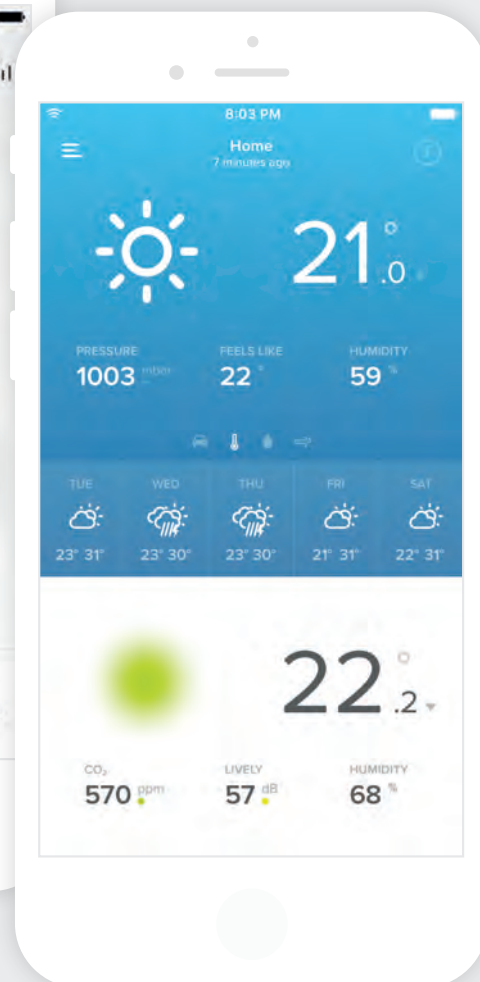 8:03 PM
Home
7 minutes ago
21.0°
PRESSURE FEELS LIKE HUMIDITY
1003 mbar 22 ° 59 %
TUE WED THU FRI SAT
23° 31° 23° 30° 23° 30° 21° 31° 22° 31°
22.2°
CO₂ LIVELY HUMIDITY
570 ppm 57 dB 68 %